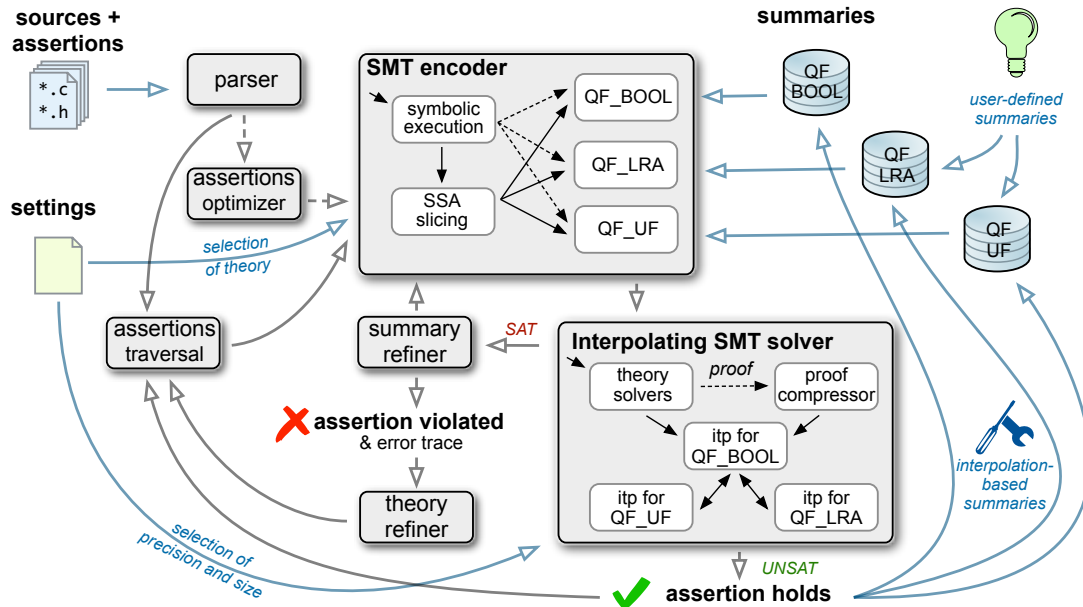 sources +
assertions
*.c
*.h
parser
assertions
optimizer
settings
selection
of theory
assertions
traversal
SMT encoder
symbolic
execution
SSA
slicing
QF_BOOL
QF_LRA
QF_UF
summaries
QF
BOOL
QF
LRA
QF
UF
user-defined
summaries
summary
refiner
SAT
assertion violated
& error trace
theory
refiner
Interpolating SMT solver
theory
solvers
proof
proof
compressor
itp for
QF_BOOL
itp for
QF_UF
itp for
QF_LRA
interpolation-
based
summaries
selection of
precision and size
UNSAT
assertion holds